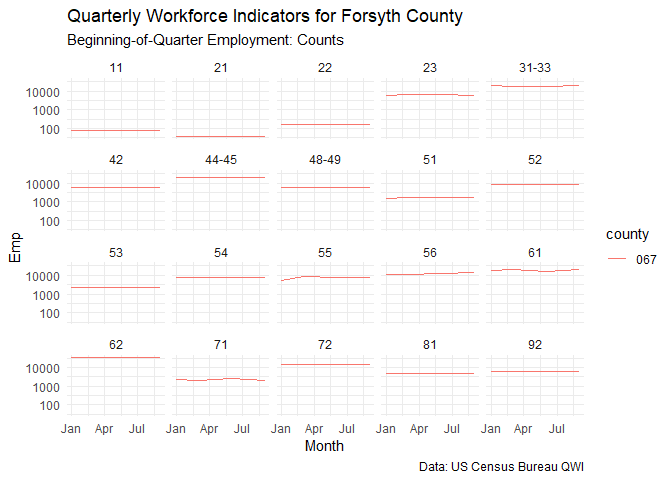 Quarterly Workforce Indicators for Forsyth County
Beginning-of-Quarter Employment: Counts
11 21 22 23 31-33
10000
1000
100
42 44-45 48-49 51 52
10000
1000
100
53 54 55 56 61
10000
1000
100
62 71 72 81 92
10000
1000
100
Emp
Jan Apr Jul Jan Apr Jul Jan Apr Jul Jan Apr Jul Jan Apr Jul
Month
county
067
Data: US Census Bureau QWI